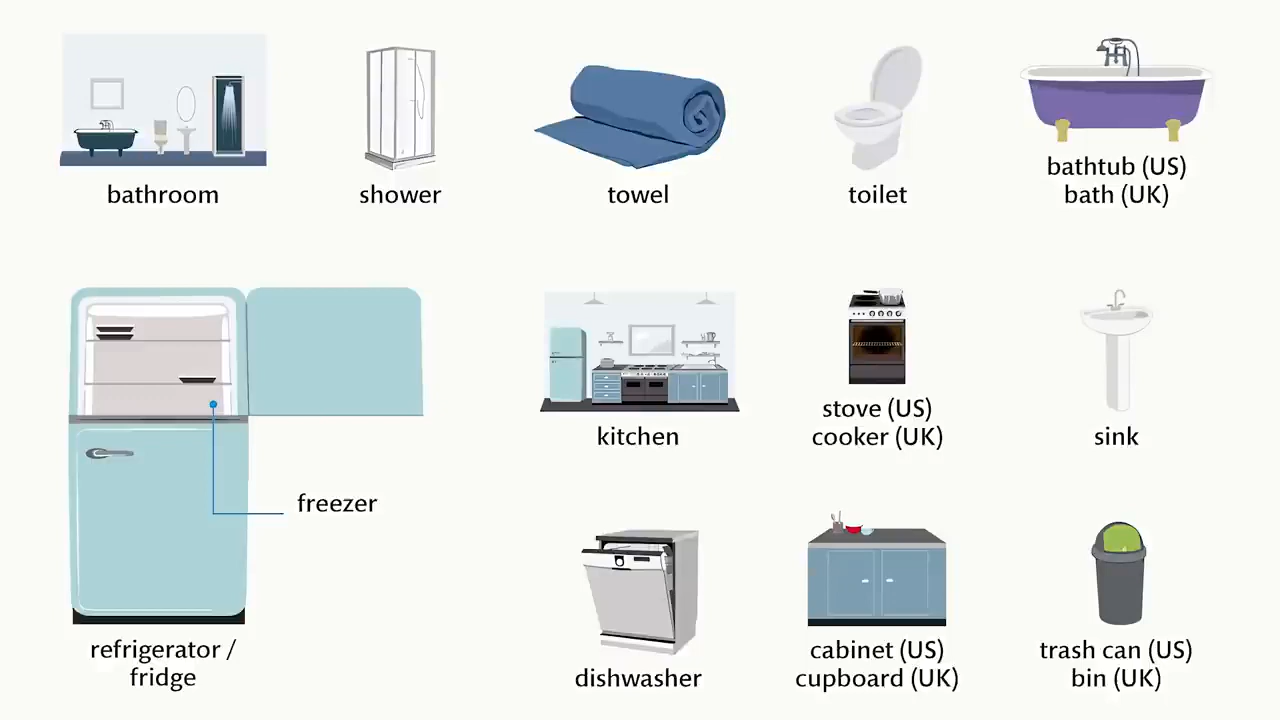 bathroom
shower
towel
toilet
bathtub (US)
bath (UK)
freezer
refrigerator /
fridge
kitchen
stove (US)
cooker (UK)
sink
dishwasher
cabinet (US)
cupboard (UK)
trash can (US)
bin (UK)